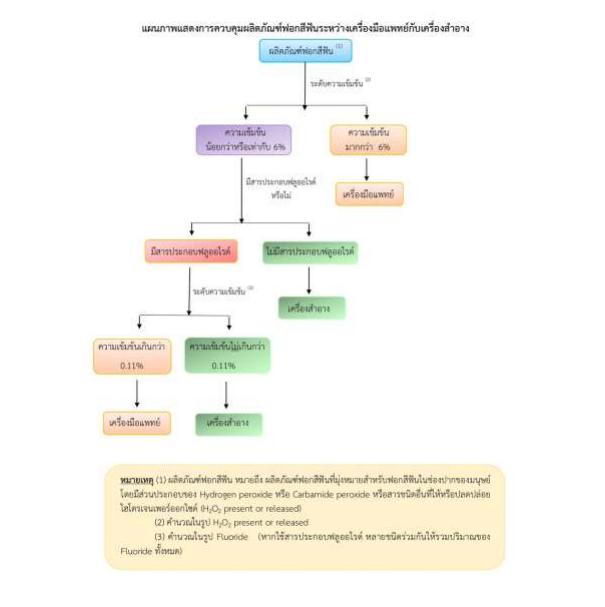 แผนภาพแสดงการควบคุมผลิตภัณฑ์ฟอกสีฟันระหว่างเครื่องมือแพทย์กับเครื่องสำอาง
ผลิตภัณฑ์ฟอกสีฟัน (1)
ระดับความเข้มข้น (2)
ความเข้มข้น
น้อยกว่าหรือเท่ากับ 6%
ความเข้มข้น
มากกว่า 6%
มีสารประกอบฟลูออไรด์
หรือไม่
เครื่องมือแพทย์
มีสารประกอบฟลูออไรด์
ไม่มีสารประกอบฟลูออไรด์
ระดับความเข้มข้น (3)
เครื่องสำอาง
ความเข้มข้นเกินกว่า
0.11%
ความเข้มข้นไม่เกินกว่า
0.11%
เครื่องมือแพทย์
เครื่องสำอาง
หมายเหตุ (1) ผลิตภัณฑ์ฟอกสีฟัน หมายถึง ผลิตภัณฑ์ฟอกสีฟันที่มุ่งหมายสำหรับฟอกสีฟันในช่องปากของมนุษย์
โดยมีส่วนประกอบของ Hydrogen peroxide หรือ Carbamide peroxide หรือสารชนิดอื่นที่ให้หรือปลดปล่อย
ไฮโดรเจนเพอร์ออกไซด์ (H₂O₂ present or released)
(2) คำนวณในรูป H₂O₂ present or released
(3) คำนวณในรูป Fluoride (หากใช้สารประกอบฟลูออไรด์ หลายชนิดร่วมกันให้รวมปริมาณของ
Fluoride ทั้งหมด)